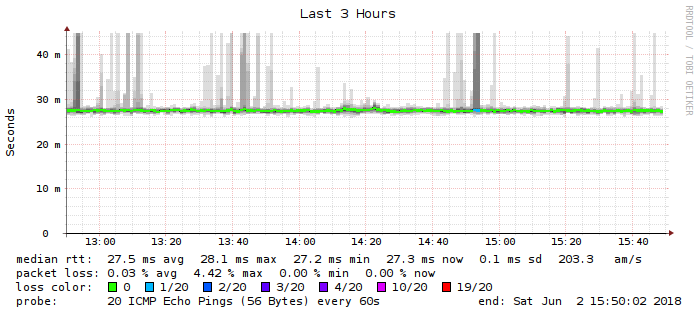 Last 3 Hours
RRDTOOL / TOBI OETIKER
Seconds
40 m
30 m
20 m
10 m
0
13:00 13:20 13:40 14:00 14:20 14:40 15:00 15:20 15:40
median rtt: 27.5 ms avg 28.1 ms max 27.2 ms min 27.3 ms now 0.1 ms sd 203.3 am/s
packet loss: 0.03 % avg 4.42 % max 0.00 % min 0.00 % now
loss color: 0 1/20 2/20 3/20 4/20 10/20 19/20
probe: 20 ICMP Echo Pings (56 Bytes) every 60s end: Sat Jun 2 15:50:02 2018